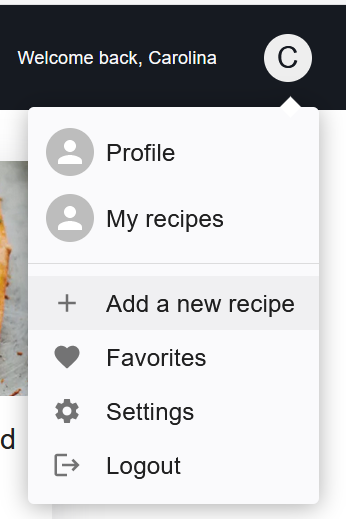 Welcome back, Carolina
C
Profile
My recipes
Add a new recipe
d
Favorites
Settings
Logout